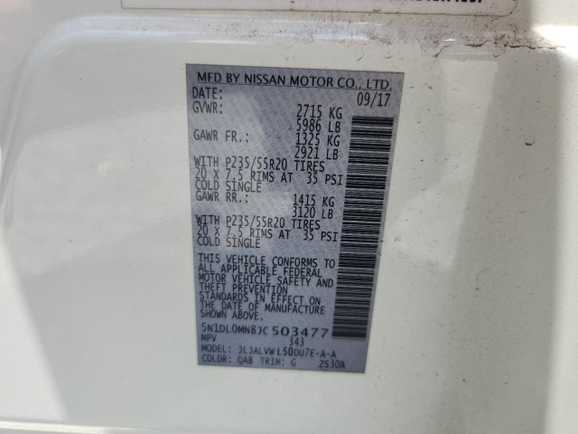 MFD BY NISSAN MOTOR CO., LTD.
DATE: 09/17
GVWR: 2715 KG
5986 LB
GAWR FR.: 1325 KG
2921 LB
WITH P235/55R20 TIRES
20 X 7.5 RIMS AT 35 PSI
COLD SINGLE
GAWR RR.: 1415 KG
3120 LB
WITH P235/55R20 TIRES
20 X 7.5 RIMS AT 35 PSI
COLD SINGLE
THIS VEHICLE CONFORMS TO
ALL APPLICABLE FEDERAL
MOTOR VEHICLE SAFETY AND
THEFT PREVENTION
STANDARDS IN EFFECT ON
THE DATE OF MANUFACTURE
SHOWN ABOVE.
5N1DL0MN8JC503477
MPV 343
MODEL: JLJALVWL50DU7E-A-A
COLOR: QAB TRIM: G 2530A